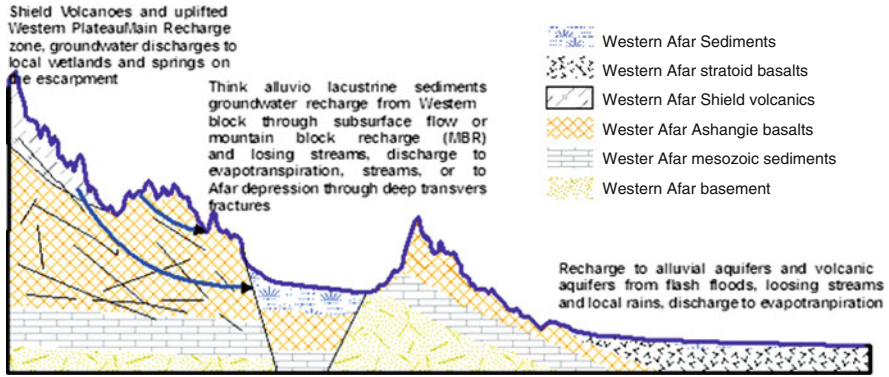 Shield Volcanoes and uplifted
Western PlateauMain Recharge
zone, groundwater discharges to
local wetlands and springs on
the escarpment
Think alluvio lacustrine sediments
groundwater recharge from Western
block through subsurface flow or
mountain block recharge (MBR)
and losing streams, discharge to
evapotranspiration, streams, or to
Afar depression through deep transvers
fractures
Western Afar Sediments
Western Afar stratoid basalts
Western Afar Shield volcanics
Wester Afar Ashangie basalts
Wester Afar mesozoic sediments
Western Afar basement
Recharge to alluvial aquifers and volcanic
aquifers from flash floods, loosing streams
and local rains, discharge to evapotranpiration